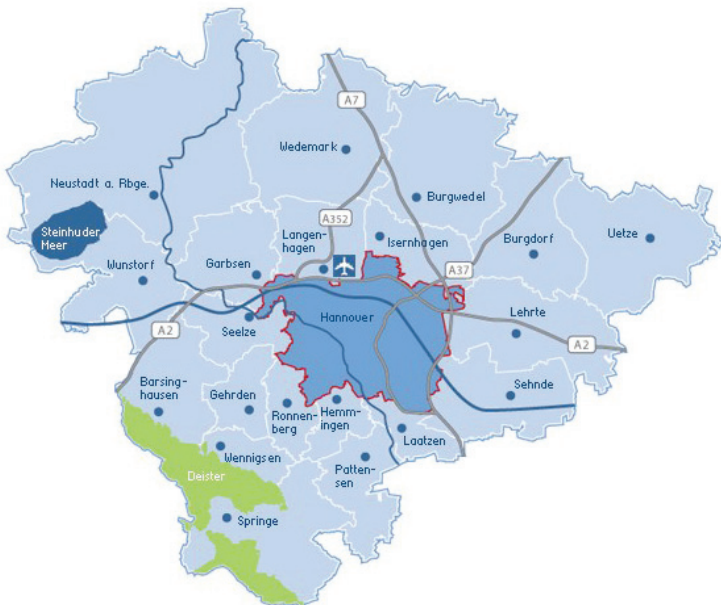 A7
Wedemark
Neustadt a. Rbge.
Burgwedel
A352
Steinhuder
Meer
Langen-
hagen
Isernhagen
Burgdorf
Uetze
Wunstorf
Garbsen
A37
A2
Seelze
Hannover
Lehrte
A2
Barsing-
hausen
Gehrden
Ronnen-
berg
Hemm-
ingen
Sehnde
Laatzen
Wennigsen
Patten-
sen
Deister
Springe